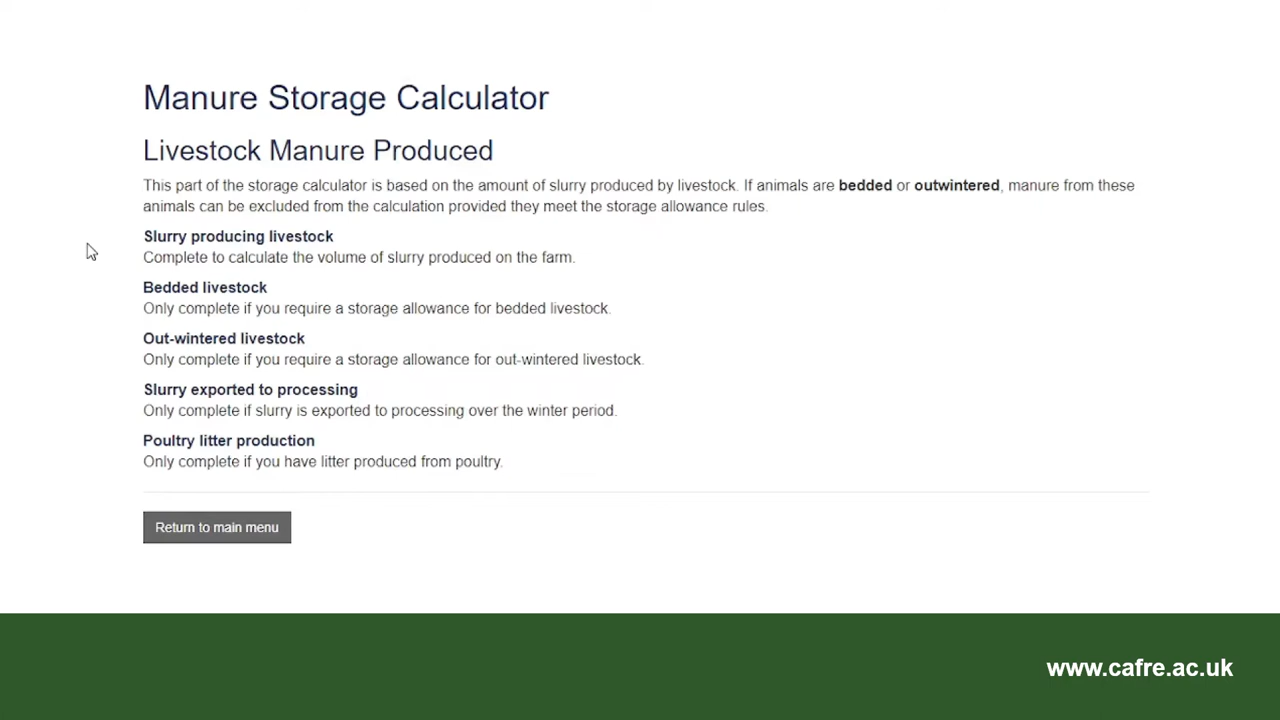 Manure Storage Calculator
Livestock Manure Produced
This part of the storage calculator is based on the amount of slurry produced by livestock. If animals are bedded or outwintered, manure from these
animals can be excluded from the calculation provided they meet the storage allowance rules.
Slurry producing livestock
Complete to calculate the volume of slurry produced on the farm.
Bedded livestock
Only complete if you require a storage allowance for bedded livestock.
Out-wintered livestock
Only complete if you require a storage allowance for out-wintered livestock.
Slurry exported to processing
Only complete if slurry is exported to processing over the winter period.
Poultry litter production
Only complete if you have litter produced from poultry.
Return to main menu
www.cafre.ac.uk